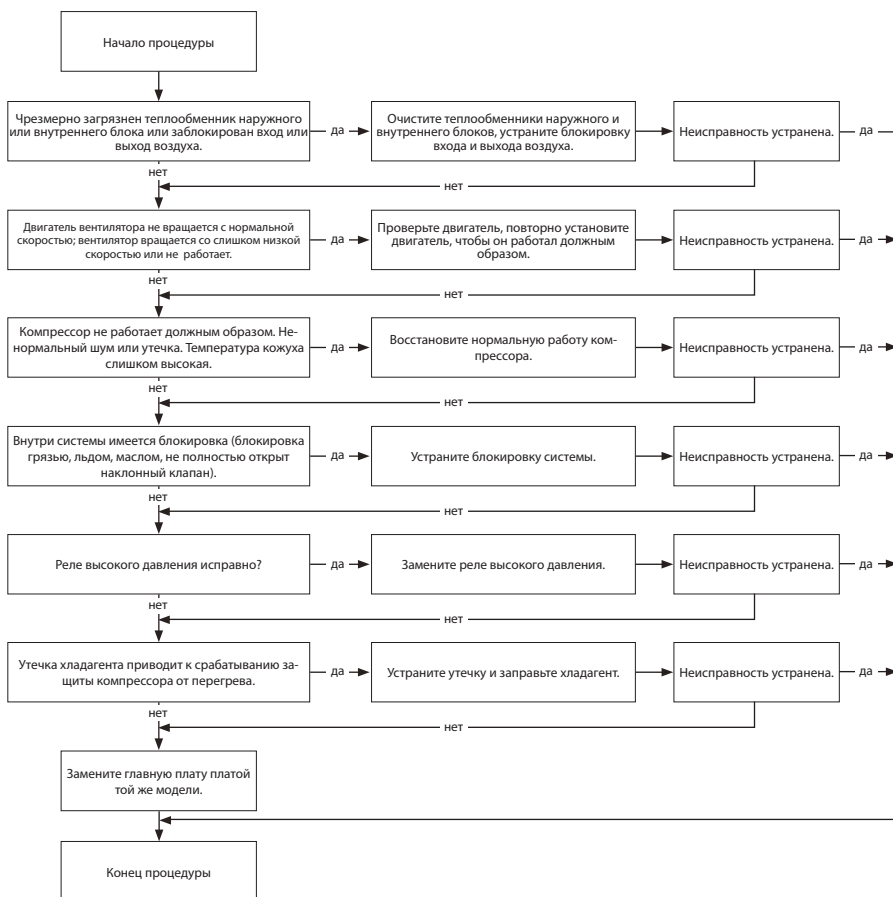 Начало процедуры
Чрезмерно загрязнен теплообменник наружного
или внутреннего блока или заблокирован вход или
выход воздуха.
да
Очистите теплообменники наружного и
внутреннего блоков, устраните блокировку
входа и выхода воздуха.
Неисправность устранена.
да
нет
нет
Двигатель вентилятора не вращается с нормальной
скоростью; вентилятор вращается со слишком низкой
скоростью или не работает.
да
Проверьте двигатель, повторно установите
двигатель, чтобы он работал должным
образом.
Неисправность устранена.
да
нет
нет
Компрессор не работает должным образом. Не-
нормальный шум или утечка. Температура кожуха
слишком высокая.
да
Восстановите нормальную работу ком-
прессора.
Неисправность устранена.
да
нет
нет
Внутри системы имеется блокировка (блокировка
грязью, льдом, маслом, не полностью открыт
наклонный клапан).
да
Устраните блокировку системы.
Неисправность устранена.
да
нет
нет
Реле высокого давления исправно?
да
Замените реле высокого давления.
Неисправность устранена.
да
нет
нет
Утечка хладагента приводит к срабатыванию за-
щиты компрессора от перегрева.
да
Устраните утечку и заправьте хладагент.
Неисправность устранена.
да
нет
нет
Замените главную плату платой
той же модели.
Конец процедуры